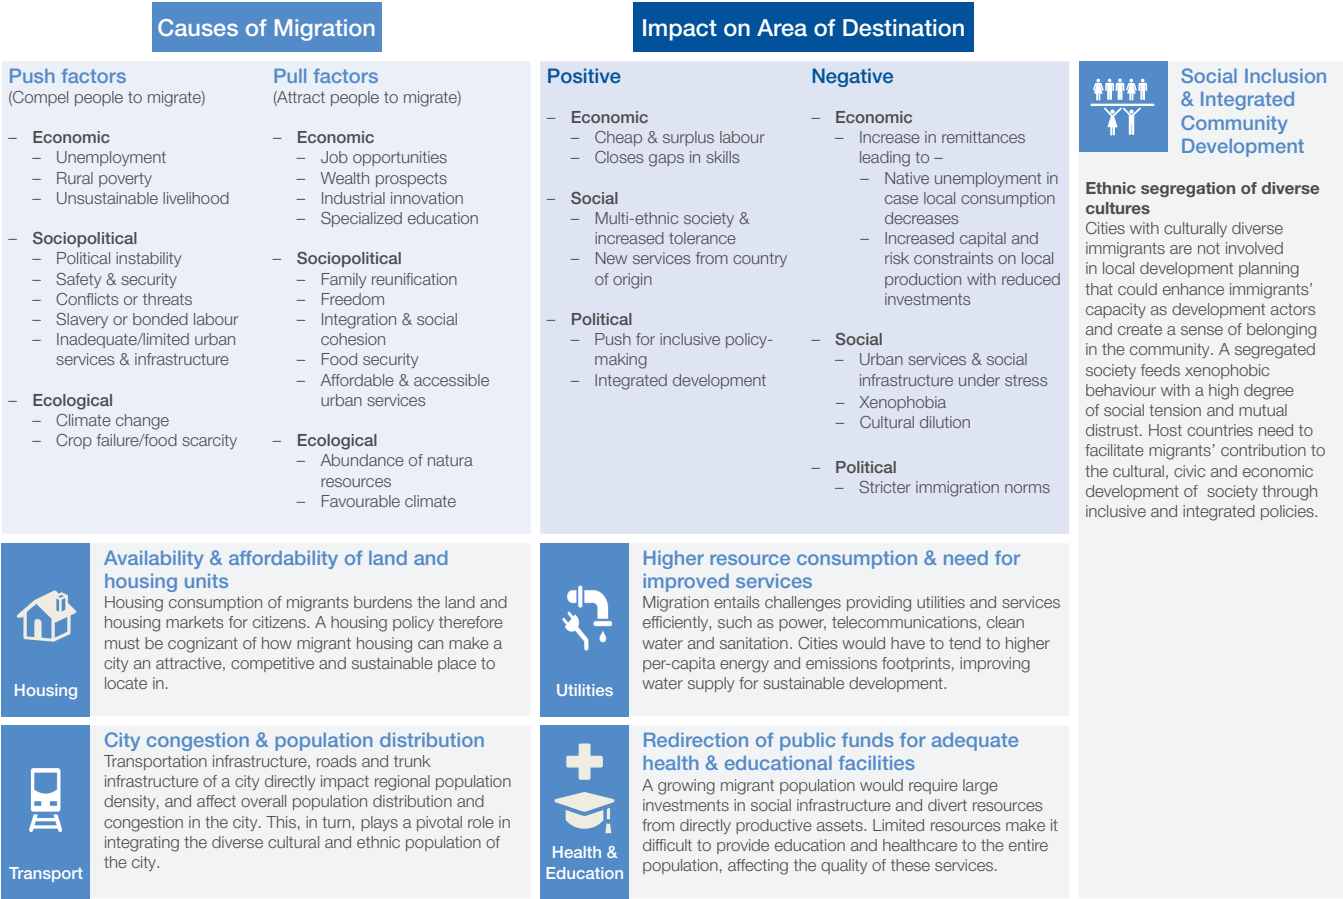 Causes of Migration
Push factors
(Compel people to migrate)
– Economic
– Unemployment
– Rural poverty
– Unsustainable livelihood
– Sociopolitical
– Political instability
– Safety & security
– Conflicts or threats
– Slavery or bonded labour
– Inadequate/limited urban
services & infrastructure
– Ecological
– Climate change
– Crop failure/food scarcity
Pull factors
(Attract people to migrate)
– Economic
– Job opportunities
– Wealth prospects
– Industrial innovation
– Specialized education
– Sociopolitical
– Family reunification
– Freedom
– Integration & social
cohesion
– Food security
– Affordable & accessible
urban services
– Ecological
– Abundance of natura
resources
– Favourable climate
Impact on Area of Destination
Positive
– Economic
– Cheap & surplus labour
– Closes gaps in skills
– Social
– Multi-ethnic society &
increased tolerance
– New services from country
of origin
– Political
– Push for inclusive policy-
making
– Integrated development
Negative
– Economic
– Increase in remittances
leading to –
– Native unemployment in
case local consumption
decreases
– Increased capital and
risk constraints on local
production with reduced
investments
– Social
– Urban services & social
infrastructure under stress
– Xenophobia
– Cultural dilution
– Political
– Stricter immigration norms
Social Inclusion
& Integrated
Community
Development
Ethnic segregation of diverse
cultures
Cities with culturally diverse
immigrants are not involved
in local development planning
that could enhance immigrants’
capacity as development actors
and create a sense of belonging
in the community. A segregated
society feeds xenophobic
behaviour with a high degree
of social tension and mutual
distrust. Host countries need to
facilitate migrants’ contribution to
the cultural, civic and economic
development of society through
inclusive and integrated policies.
Housing
Availability & affordability of land and
housing units
Housing consumption of migrants burdens the land and
housing markets for citizens. A housing policy therefore
must be cognizant of how migrant housing can make a
city an attractive, competitive and sustainable place to
locate in.
Utilities
Higher resource consumption & need for
improved services
Migration entails challenges providing utilities and services
efficiently, such as power, telecommunications, clean
water and sanitation. Cities would have to tend to higher
per-capita energy and emissions footprints, improving
water supply for sustainable development.
Transport
City congestion & population distribution
Transportation infrastructure, roads and trunk
infrastructure of a city directly impact regional population
density, and affect overall population distribution and
congestion in the city. This, in turn, plays a pivotal role in
integrating the diverse cultural and ethnic population of
the city.
Health &
Education
Redirection of public funds for adequate
health & educational facilities
A growing migrant population would require large
investments in social infrastructure and divert resources
from directly productive assets. Limited resources make it
difficult to provide education and healthcare to the entire
population, affecting the quality of these services.